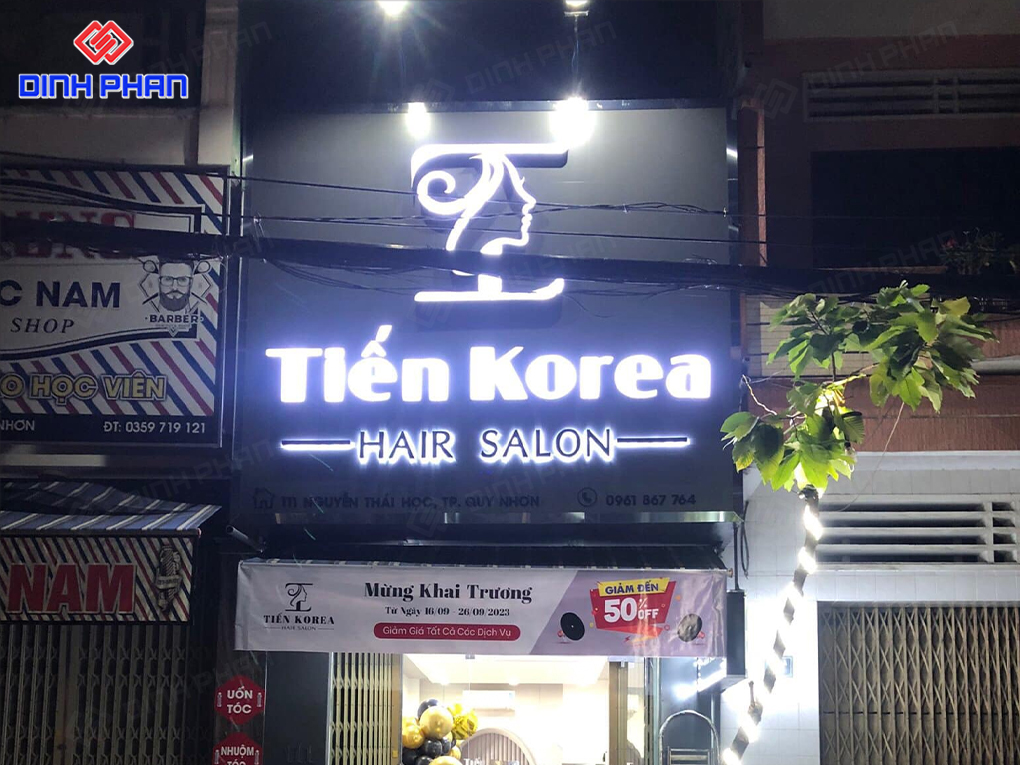 DINH PHAN
C NAM
SHOP
BARBER
O HỌC VIÊN
NHƠN
ĐT: 0359 719 121
NAM
Tiến Korea
HAIR SALON
111 NGUYỄN THÁI HỌC, TP. QUY NHƠN
0961 867 764
TIẾN KOREA
HAIR SALON
Mừng Khai Trương
Từ Ngày 16/09 - 26/09/2023
Giảm Giá Tất Cả Các Dịch Vụ
GIẢM ĐẾN
50% OFF
UỐN
TÓC
NHUỘM
TÓC